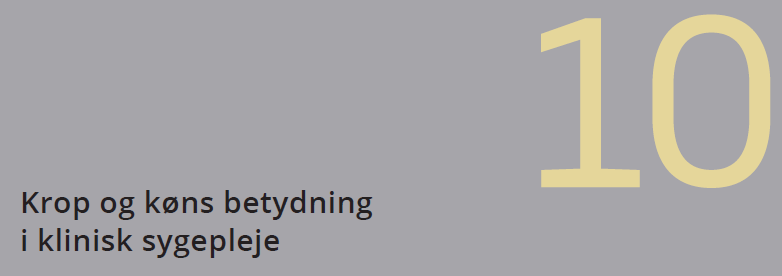 10
Krop og køns betydning
i klinisk sygepleje